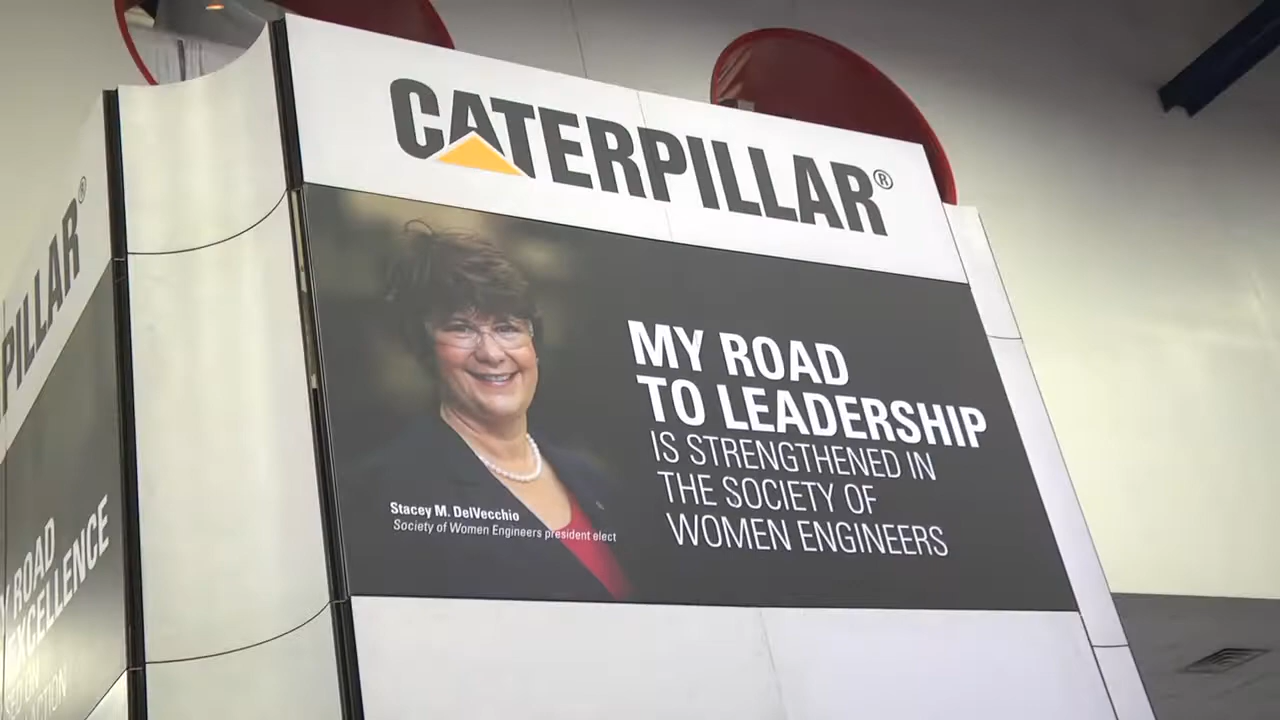 CATERPILLAR®
MY ROAD
TO LEADERSHIP
IS STRENGTHENED IN
THE SOCIETY OF
WOMEN ENGINEERS
Stacey M. DelVecchio
Society of Women Engineers president elect
PILLAR®
ROAD
EXCELLENCE